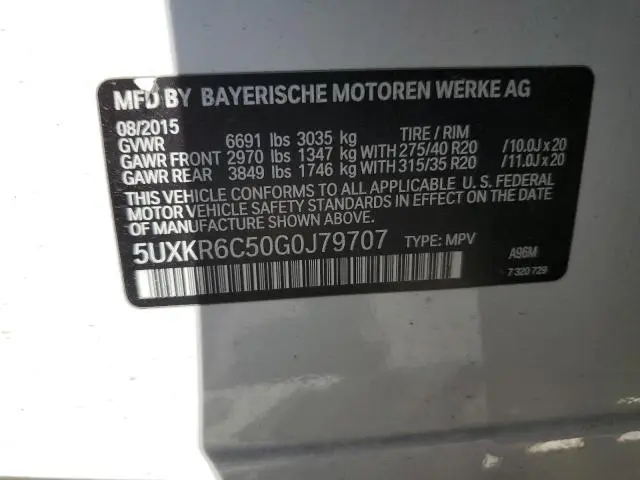 MFD BY BAYERISCHE MOTOREN WERKE AG
08/2015 TIRE / RIM
GVWR 6691 lbs 3035 kg
GAWR FRONT 2970 lbs 1347 kg WITH 275/40 R20 /10.0J x 20
GAWR REAR 3849 lbs 1746 kg WITH 315/35 R20 /11.0J x 20
THIS VEHICLE CONFORMS TO ALL APPLICABLE U. S. FEDERAL
MOTOR VEHICLE SAFETY STANDARDS IN EFFECT ON THE DATE
OF MANUFACTURE SHOWN ABOVE.
5UXKR6C50G0J79707 TYPE: MPV A96M
7 320 729